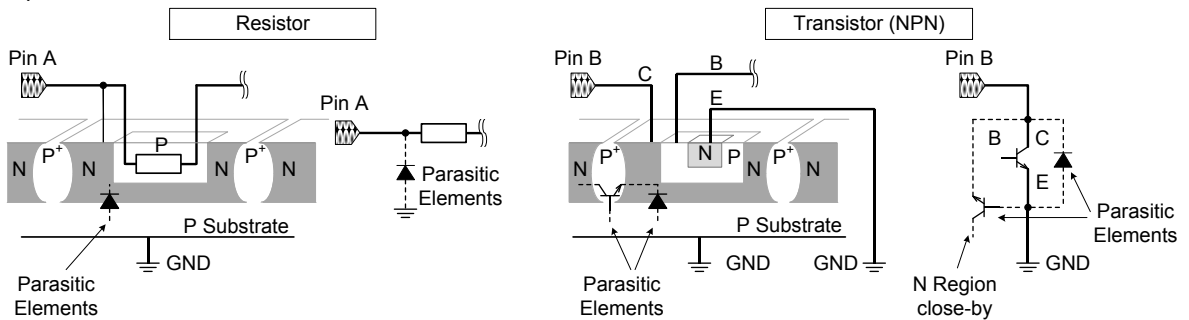 Resistor
Transistor (NPN)
Pin A
Pin A
N
P+
N
P
P+
N
Parasitic
Elements
P Substrate
GND
Parasitic
Elements
Pin B
C
B
E
N
P+
N
P
P+
N
N
P Substrate
GND
GND
Parasitic
Elements
Pin B
B
C
E
Parasitic
Elements
N Region
close-by